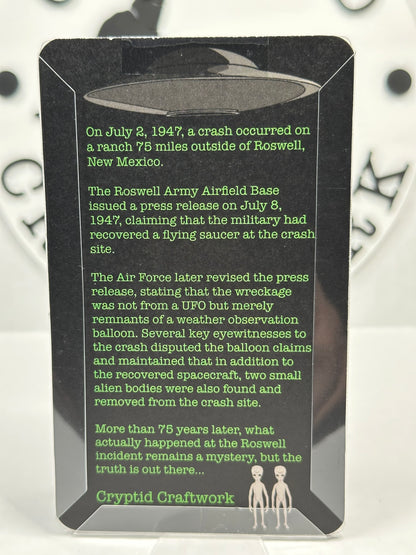 On July 2, 1947, a crash occurred on
a ranch 75 miles outside of Roswell,
New Mexico.
The Roswell Army Airfield Base
issued a press release on July 8,
1947, claiming that the military had
recovered a flying saucer at the crash
site.
The Air Force later revised the press
release, stating that the wreckage
was not from a UFO but merely
remnants of a weather observation
balloon. Several key eyewitnesses to
the crash disputed the balloon claims
and maintained that in addition to
the recovered spacecraft, two small
alien bodies were also found and
removed from the crash site.
More than 75 years later, what
actually happened at the Roswell
incident remains a mystery, but the
truth is out there...
Cryptid Craftwork